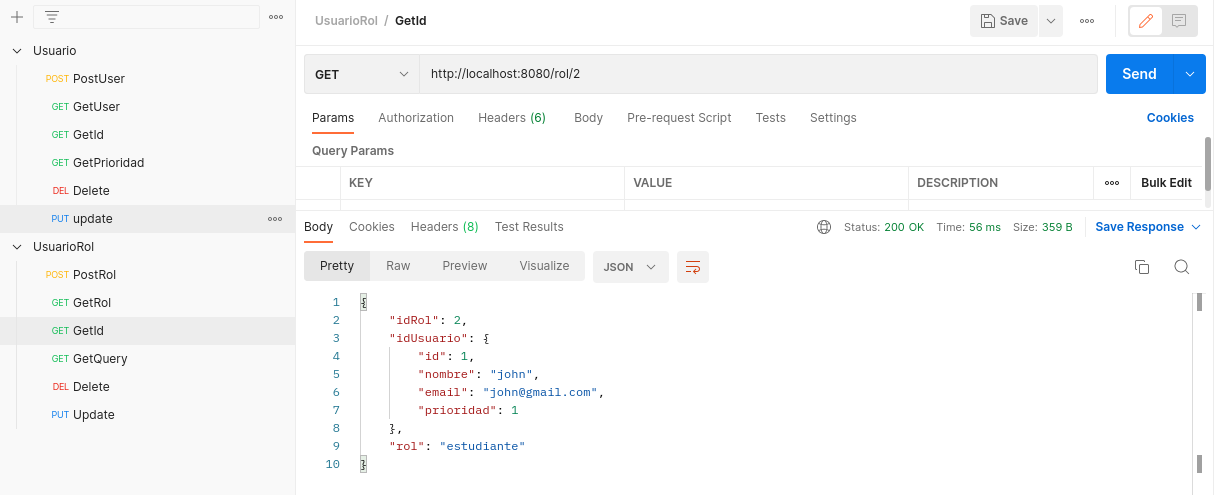 Usuario
POST PostUser
GET GetUser
GET GetId
GET GetPrioridad
DEL Delete
PUT update
UsuarioRol
POST PostRol
GET GetRol
GET GetId
GET GetQuery
DEL Delete
PUT Update
UsuarioRol / GetId
Save
GET http://localhost:8080/rol/2 Send
Params Authorization Headers (6) Body Pre-request Script Tests Settings Cookies
Query Params
KEY VALUE DESCRIPTION Bulk Edit
Body Cookies Headers (8) Test Results Status: 200 OK Time: 56 ms Size: 359 B Save Response
Pretty Raw Preview Visualize JSON
1 {
2 "idRol": 2,
3 "idUsuario": {
4 "id": 1,
5 "nombre": "john",
6 "email": "john@gmail.com",
7 "prioridad": 1
8 },
9 "rol": "estudiante"
10 }